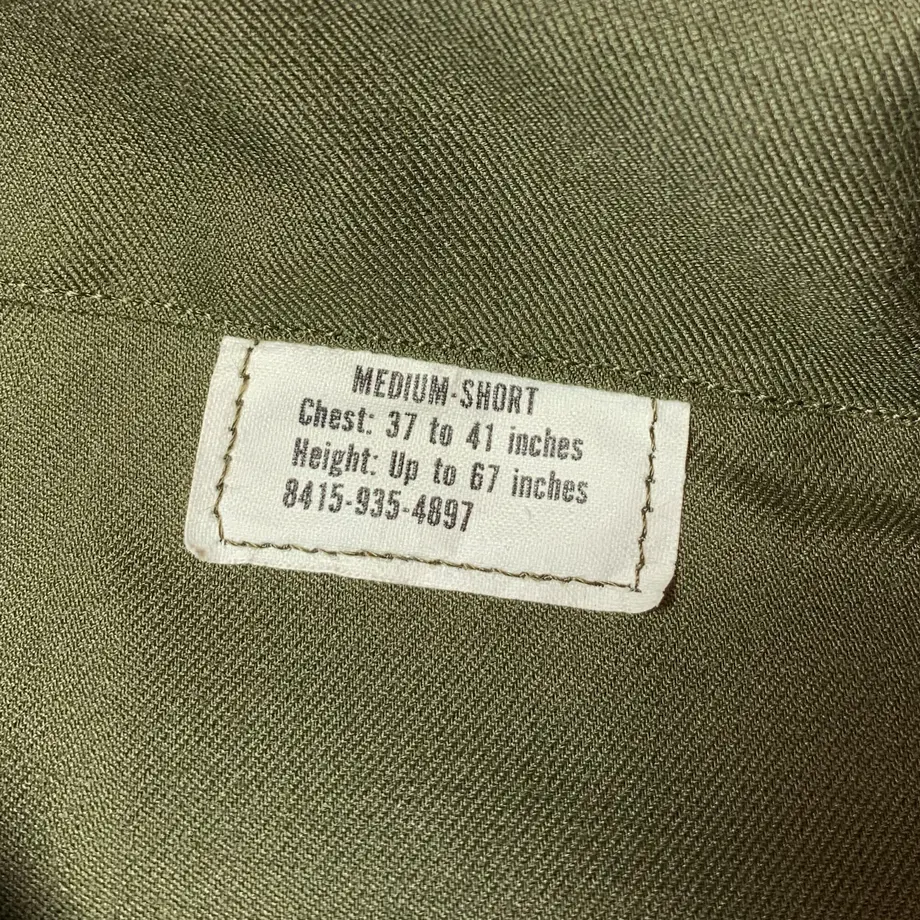 MEDIUM-SHORT
Chest: 37 to 41 inches
Height: Up to 67 inches
8415-935-4897